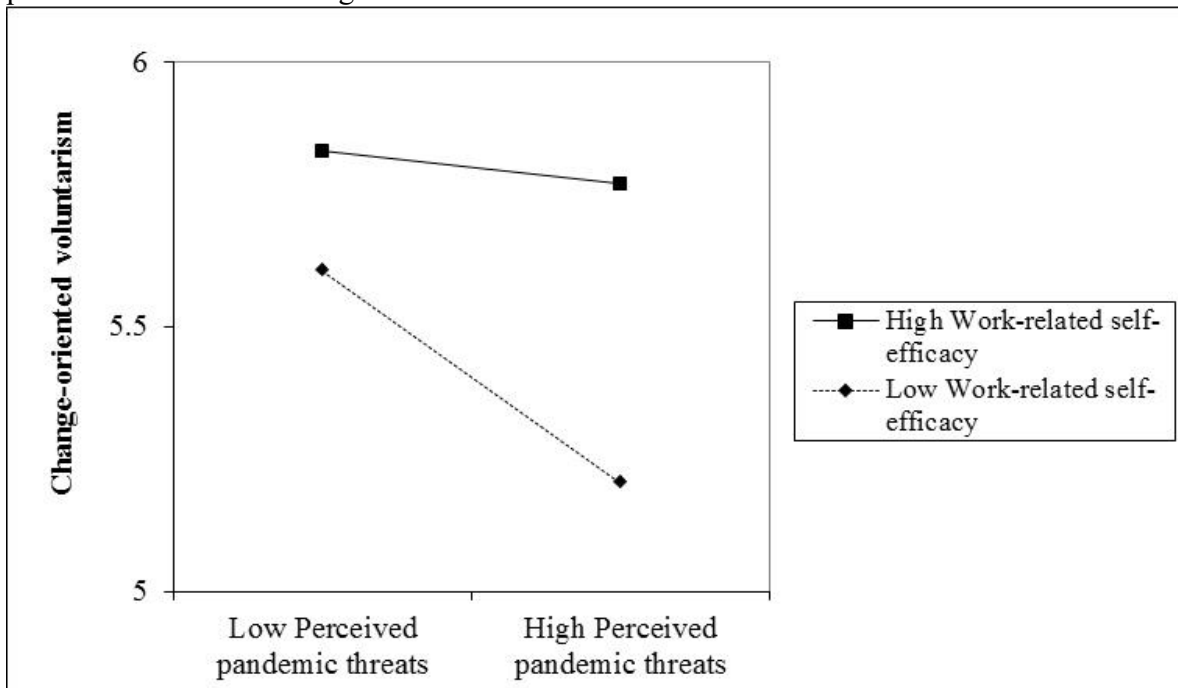 6
5.5
5
Change-oriented voluntarism
Low Perceived
pandemic threats
High Perceived
pandemic threats
High Work-related self-
efficacy
Low Work-related self-
efficacy